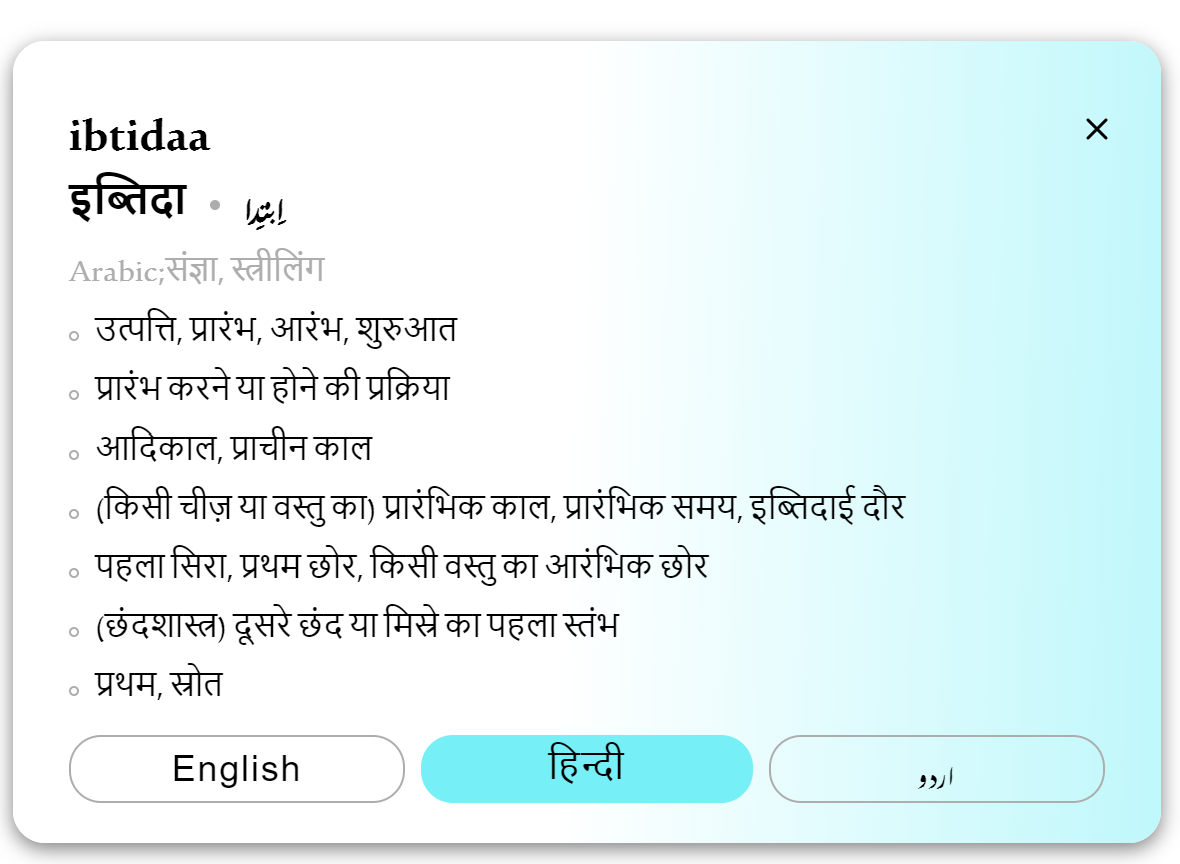 ibtidaa
इब्तिदा • اِبْتِدا
Arabic;संज्ञा, स्त्रीलिंग
उत्पत्ति, प्रारंभ, आरंभ, शुरुआत
प्रारंभ करने या होने की प्रक्रिया
आदिकाल, प्राचीन काल
(किसी चीज़ या वस्तु का) प्रारंभिक काल, प्रारंभिक समय, इब्तिदाई दौर
पहला सिरा, प्रथम छोर, किसी वस्तु का आरंभिक छोर
(छंदशास्त्र) दूसरे छंद या मिस्रे का पहला स्तंभ
प्रथम, स्रोत
English हिन्दी اردو